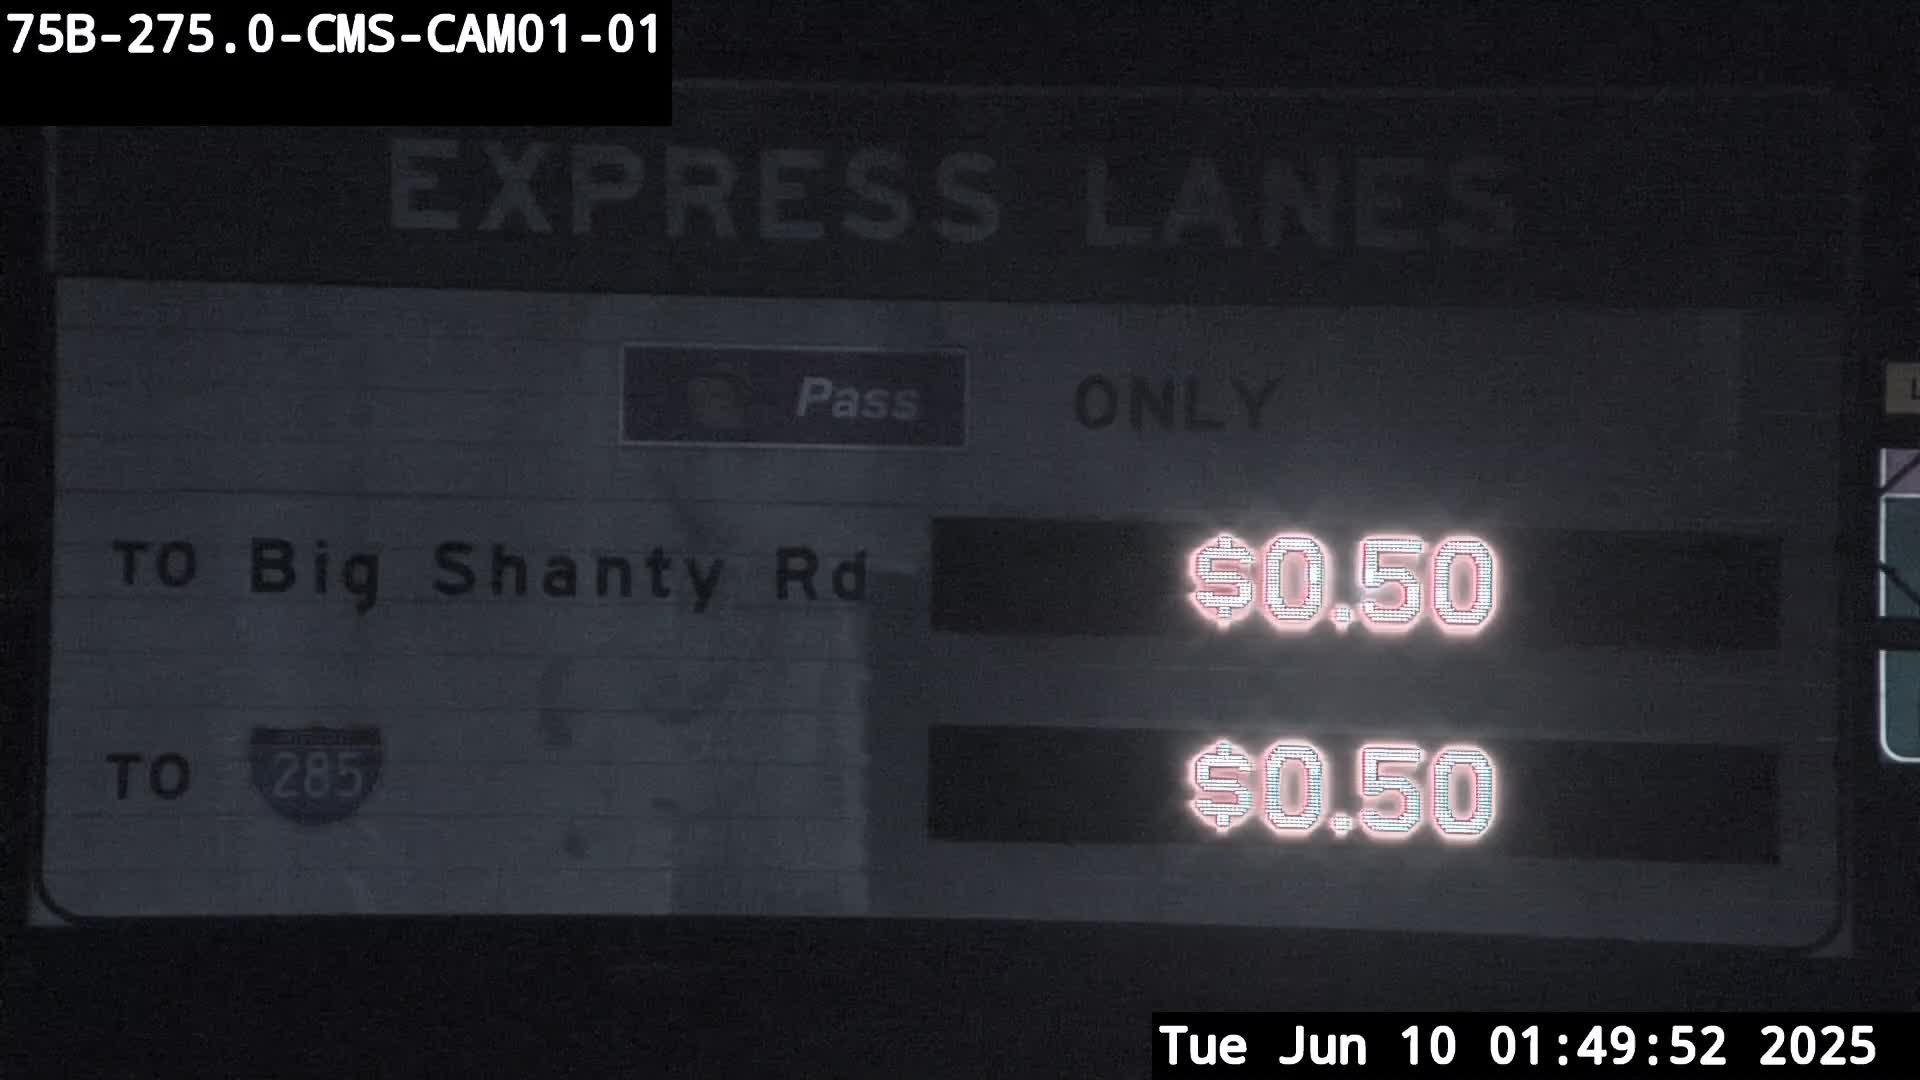 75B-275.0-CMS-CAM01-01
EXPRESS LANES
Pass ONLY
TO Big Shanty Rd $0.50
TO 285 $0.50
Tue Jun 10 01:49:52 2025